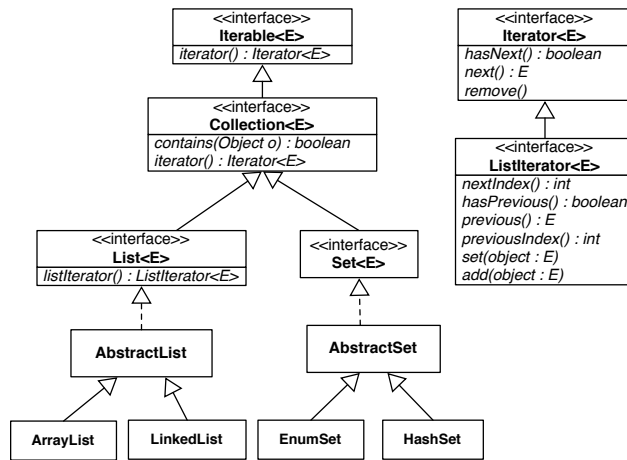 <<interface>>
Iterable<E>
iterator() : Iterator<E>
<<interface>>
Collection<E>
contains(Object o) : boolean
iterator() : Iterator<E>
<<interface>>
List<E>
listIterator() : ListIterator<E>
<<interface>>
Set<E>
AbstractList
AbstractSet
ArrayList
LinkedList
EnumSet
HashSet
<<interface>>
Iterator<E>
hasNext() : boolean
next() : E
remove()
<<interface>>
ListIterator<E>
nextIndex() : int
hasPrevious() : boolean
previous() : E
previousIndex() : int
set(object : E)
add(object : E)